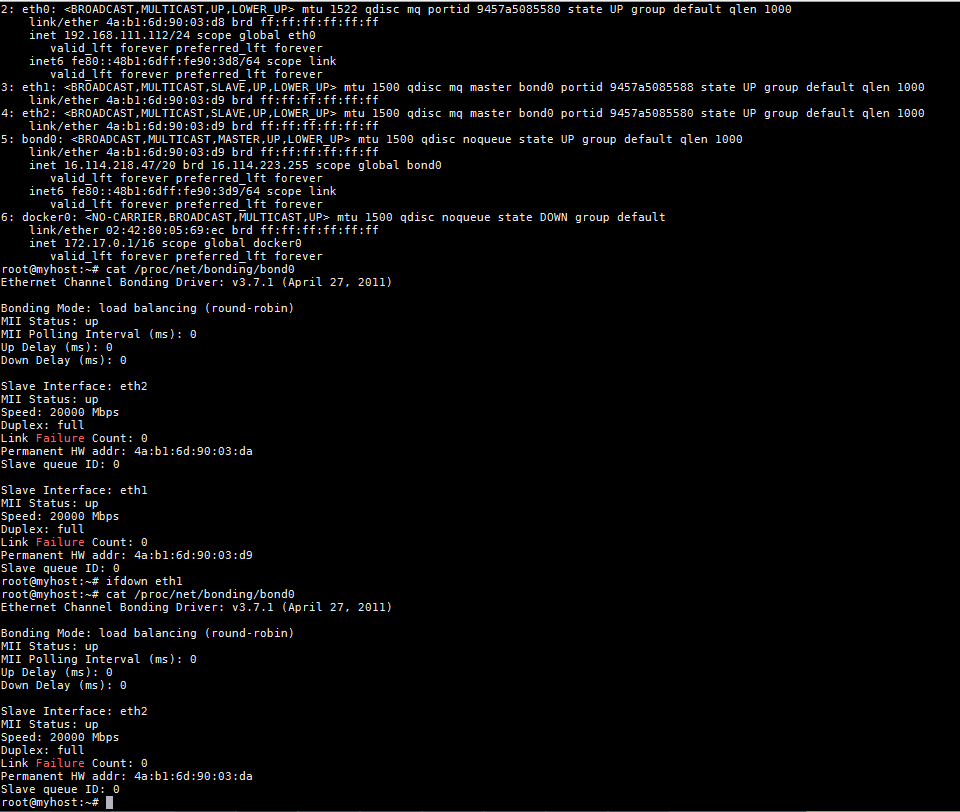 2: eth0: <BROADCAST,MULTICAST,UP,LOWER_UP> mtu 1522 qdisc mq portid 9457a5085580 state UP group default qlen 1000
    link/ether 4a:b1:6d:90:03:d8 brd ff:ff:ff:ff:ff:ff
    inet 192.168.111.112/24 scope global eth0
       valid_lft forever preferred_lft forever
    inet6 fe80::48b1:6dff:fe90:3d8/64 scope link
       valid_lft forever preferred_lft forever
3: eth1: <BROADCAST,MULTICAST,SLAVE,UP,LOWER_UP> mtu 1500 qdisc mq master bond0 portid 9457a5085588 state UP group default qlen 1000
    link/ether 4a:b1:6d:90:03:d9 brd ff:ff:ff:ff:ff:ff
4: eth2: <BROADCAST,MULTICAST,SLAVE,UP,LOWER_UP> mtu 1500 qdisc mq master bond0 portid 9457a5085580 state UP group default qlen 1000
    link/ether 4a:b1:6d:90:03:d9 brd ff:ff:ff:ff:ff:ff
5: bond0: <BROADCAST,MULTICAST,MASTER,UP,LOWER_UP> mtu 1500 qdisc noqueue state UP group default qlen 1000
    link/ether 4a:b1:6d:90:03:d9 brd ff:ff:ff:ff:ff:ff
    inet 16.114.218.47/20 brd 16.114.223.255 scope global bond0
       valid_lft forever preferred_lft forever
    inet6 fe80::48b1:6dff:fe90:3d9/64 scope link
       valid_lft forever preferred_lft forever
6: docker0: <NO-CARRIER,BROADCAST,MULTICAST,UP> mtu 1500 qdisc noqueue state DOWN group default
    link/ether 02:42:80:05:69:ec brd ff:ff:ff:ff:ff:ff
    inet 172.17.0.1/16 scope global docker0
       valid_lft forever preferred_lft forever
root@myhost:~# cat /proc/net/bonding/bond0
Ethernet Channel Bonding Driver: v3.7.1 (April 27, 2011)

Bonding Mode: load balancing (round-robin)
MII Status: up
MII Polling Interval (ms): 0
Up Delay (ms): 0
Down Delay (ms): 0

Slave Interface: eth2
MII Status: up
Speed: 20000 Mbps
Duplex: full
Link Failure Count: 0
Permanent HW addr: 4a:b1:6d:90:03:da
Slave queue ID: 0

Slave Interface: eth1
MII Status: up
Speed: 20000 Mbps
Duplex: full
Link Failure Count: 0
Permanent HW addr: 4a:b1:6d:90:03:d9
Slave queue ID: 0
root@myhost:~# ifdown eth1
root@myhost:~# cat /proc/net/bonding/bond0
Ethernet Channel Bonding Driver: v3.7.1 (April 27, 2011)

Bonding Mode: load balancing (round-robin)
MII Status: up
MII Polling Interval (ms): 0
Up Delay (ms): 0
Down Delay (ms): 0

Slave Interface: eth2
MII Status: up
Speed: 20000 Mbps
Duplex: full
Link Failure Count: 0
Permanent HW addr: 4a:b1:6d:90:03:da
Slave queue ID: 0
root@myhost:~#